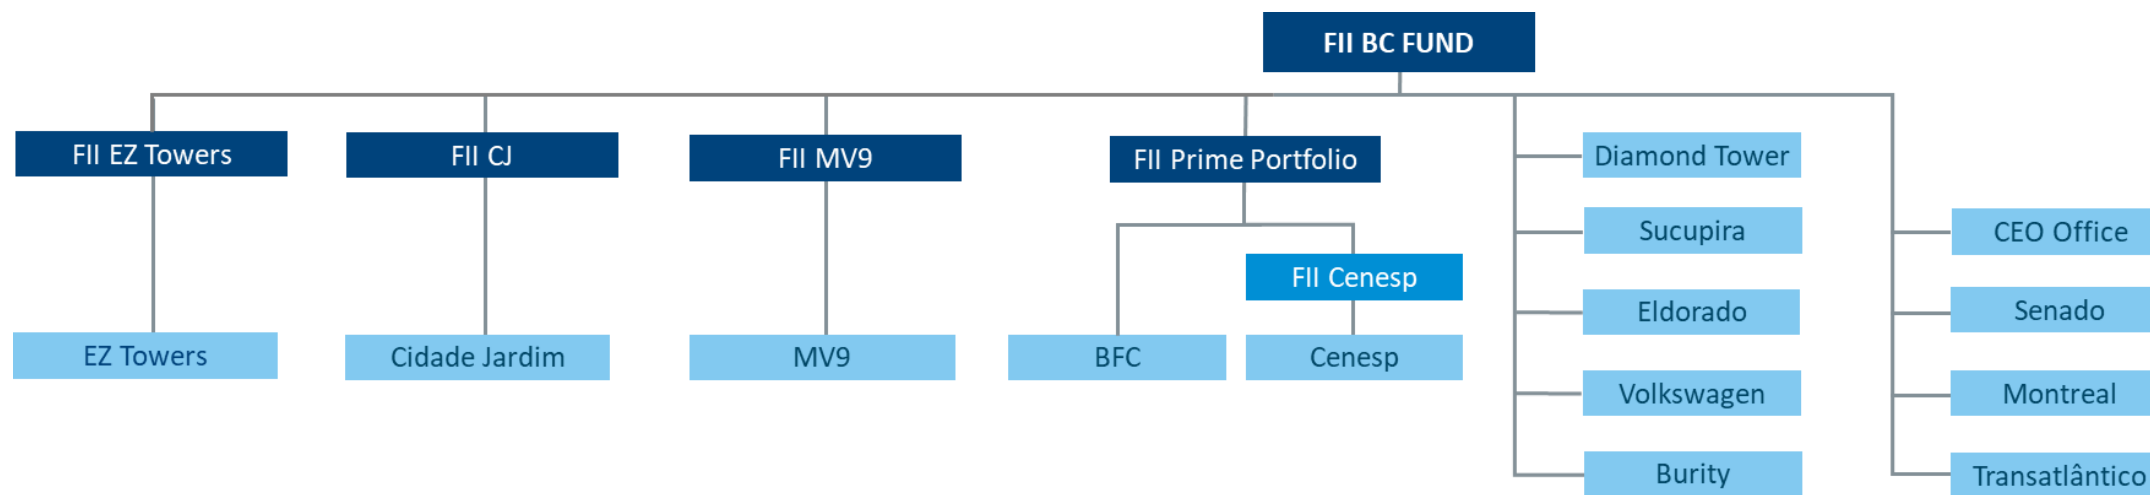 FII BC FUND
FII EZ Towers
FII CJ
FII MV9
FII Prime Portfolio
Diamond Tower
Sucupira
CEO Office
FII Cenesp
Eldorado
Senado
EZ Towers
Cidade Jardim
MV9
BFC
Cenesp
Volkswagen
Montreal
Burity
Transatlântico